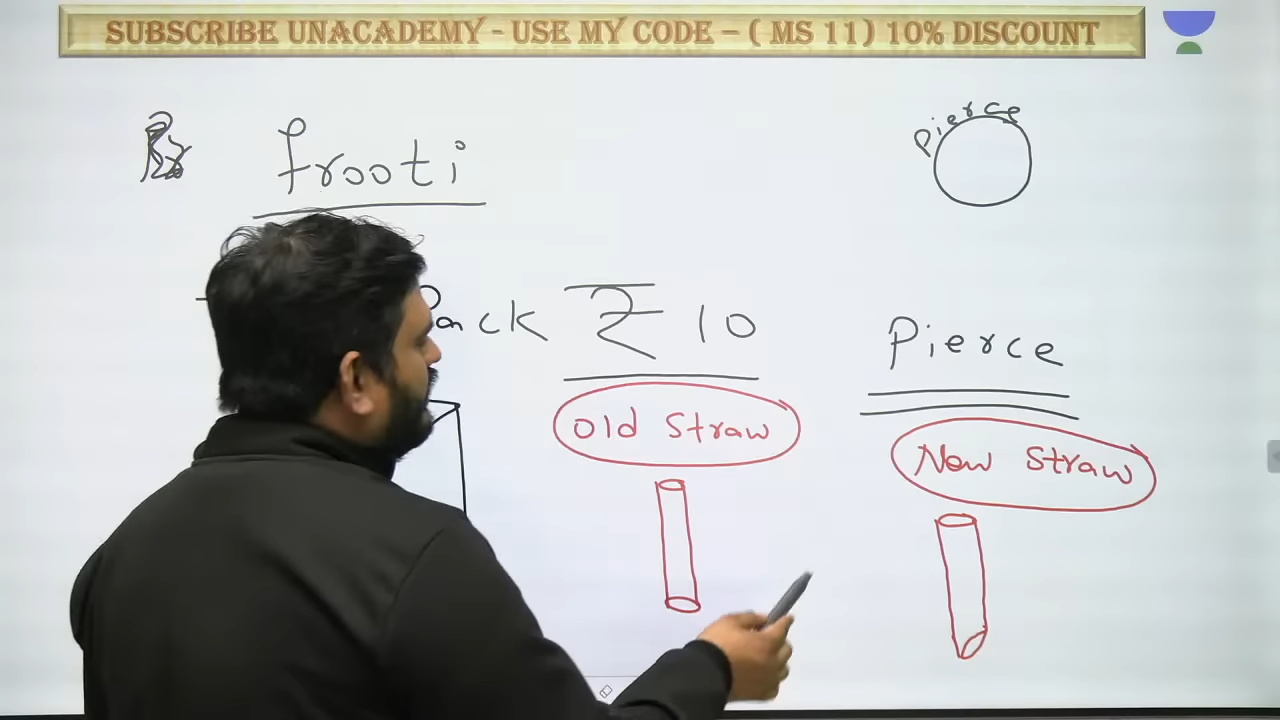 SUBSCRIBE UNACADEMY - USE MY CODE – ( MS 11) 10% DISCOUNT
Pierce
frooti
Pack ₹ 10
Pierce
Old Straw
New Straw